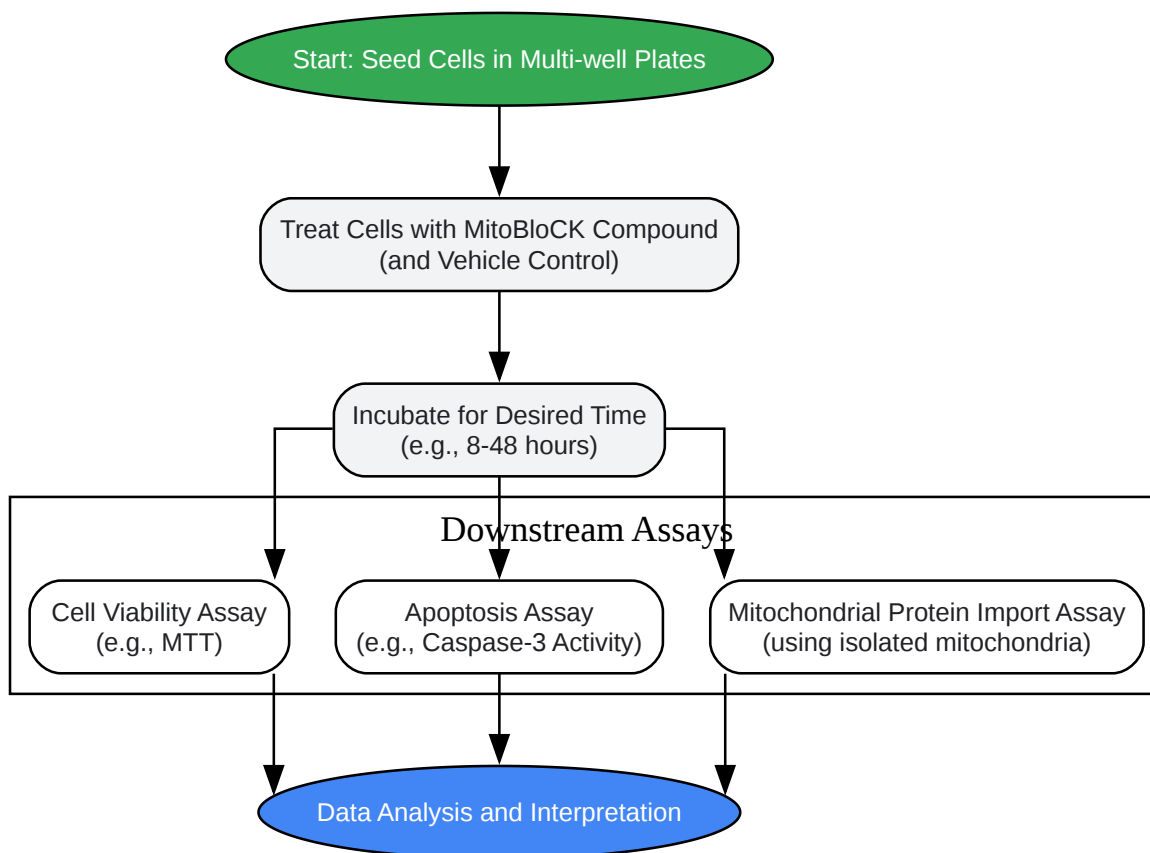 Start: Seed Cells in Multi-well Plates
Treat Cells with MitoBloCK Compound
(and Vehicle Control)
Incubate for Desired Time
(e.g., 8-48 hours)
Downstream Assays
Cell Viability Assay
(e.g., MTT)
Apoptosis Assay
(e.g., Caspase-3 Activity)
Mitochondrial Protein Import Assay
(using isolated mitochondria)
Data Analysis and Interpretation